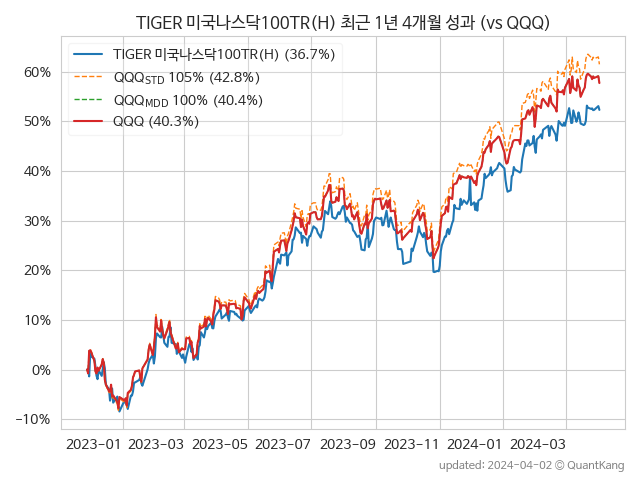 TIGER 미국나스닥100TR(H) 최근 1년 4개월 성과 (vs QQQ)
TIGER 미국나스닥100TR(H) (36.7%)
QQQSTD 105% (42.8%)
QQQMDD 100% (40.4%)
QQQ (40.3%)
60%
50%
40%
30%
20%
10%
0%
−10%
2023-01 2023-03 2023-05 2023-07 2023-09 2023-11 2024-01 2024-03
updated: 2024-04-02 © QuantKang